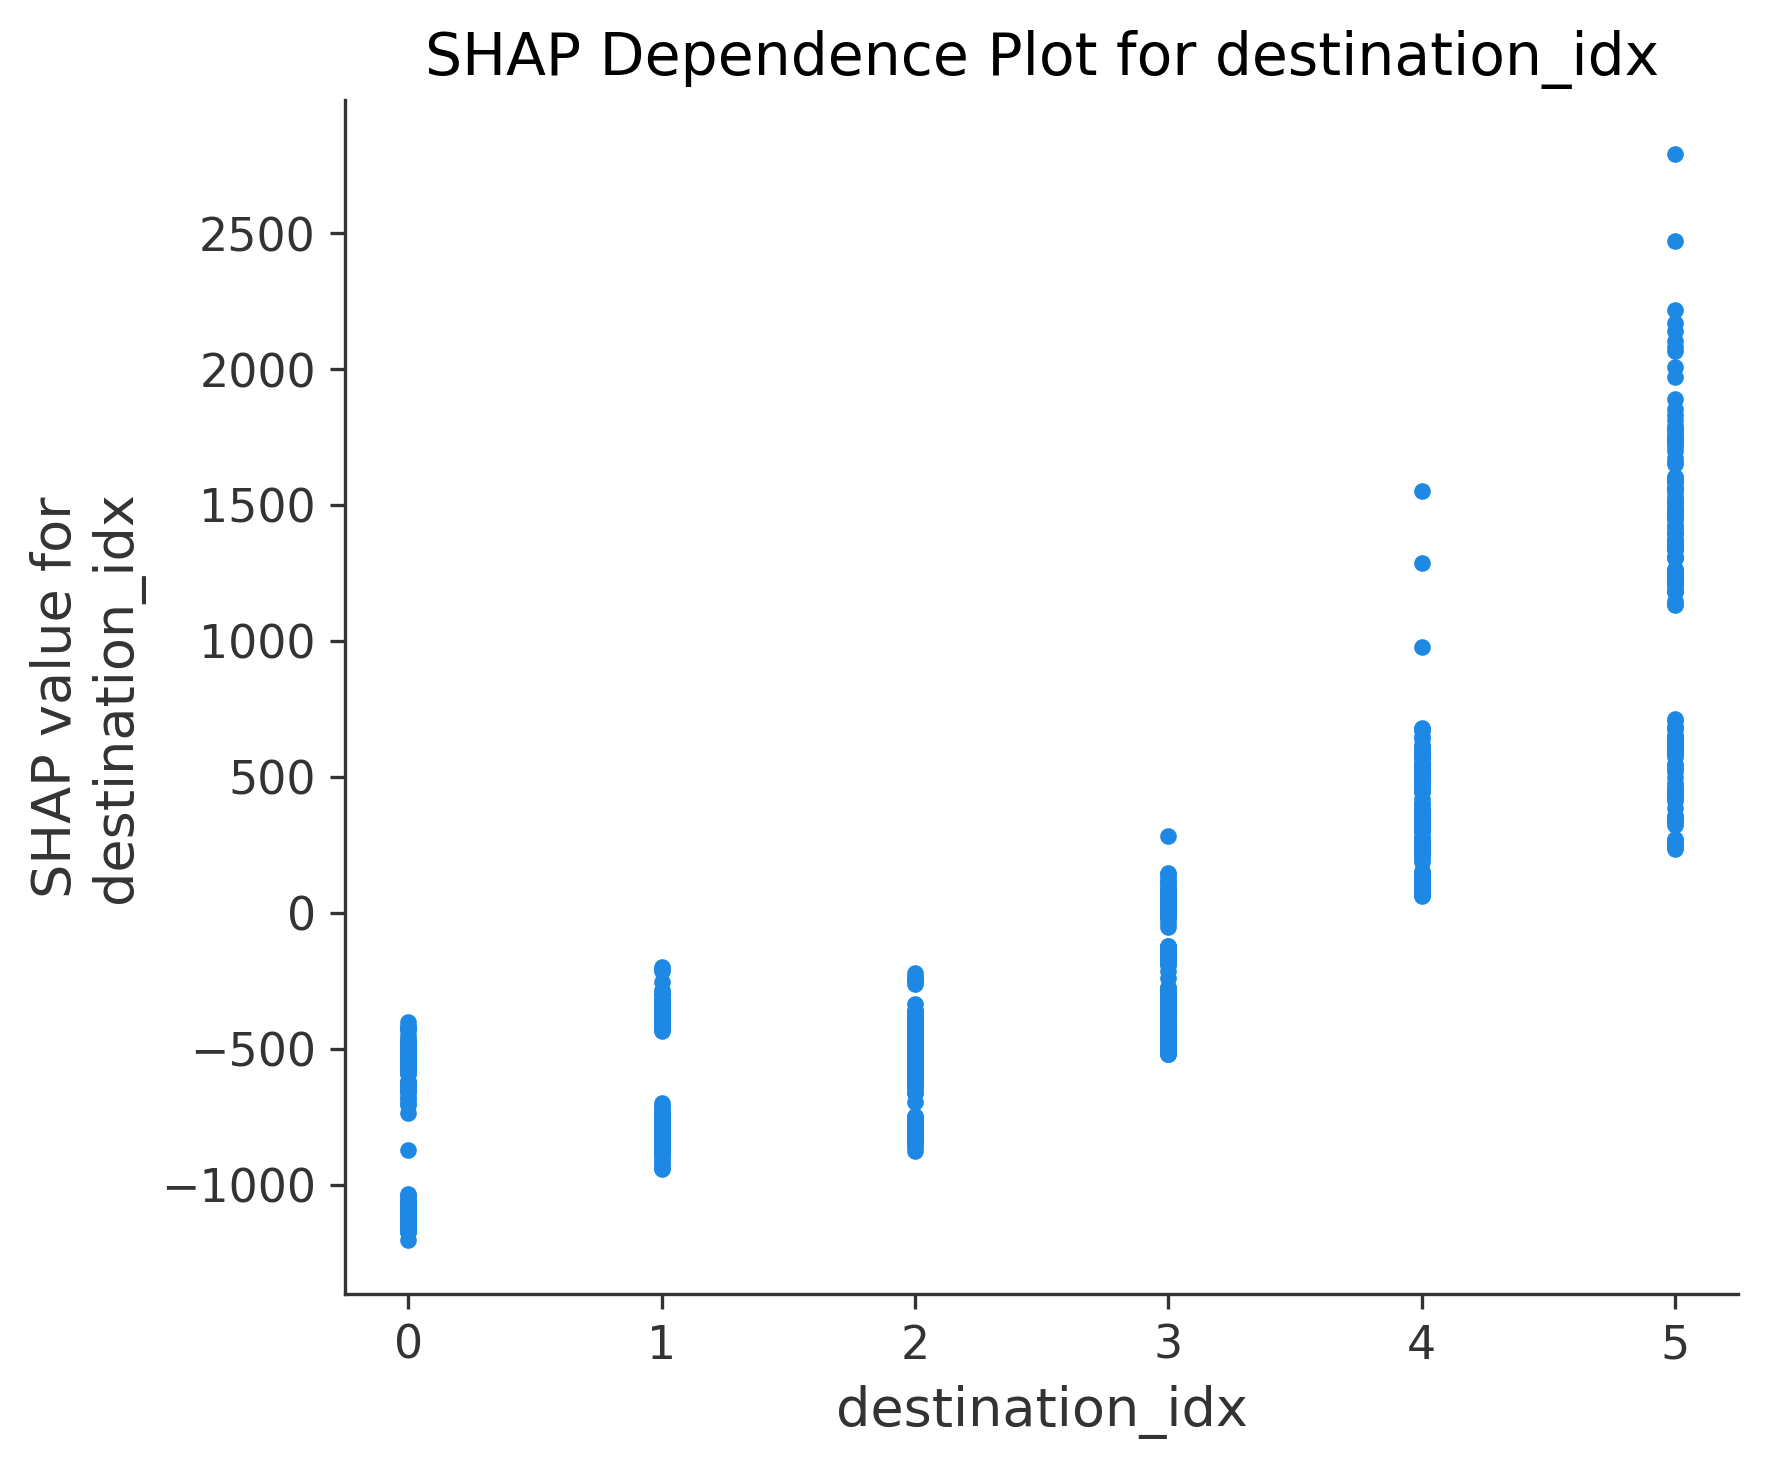 SHAP Dependence Plot for destination_idx
2500
2000
1500
1000
500
0
−500
−1000
SHAP value for
destination_idx
0 1 2 3 4 5
destination_idx